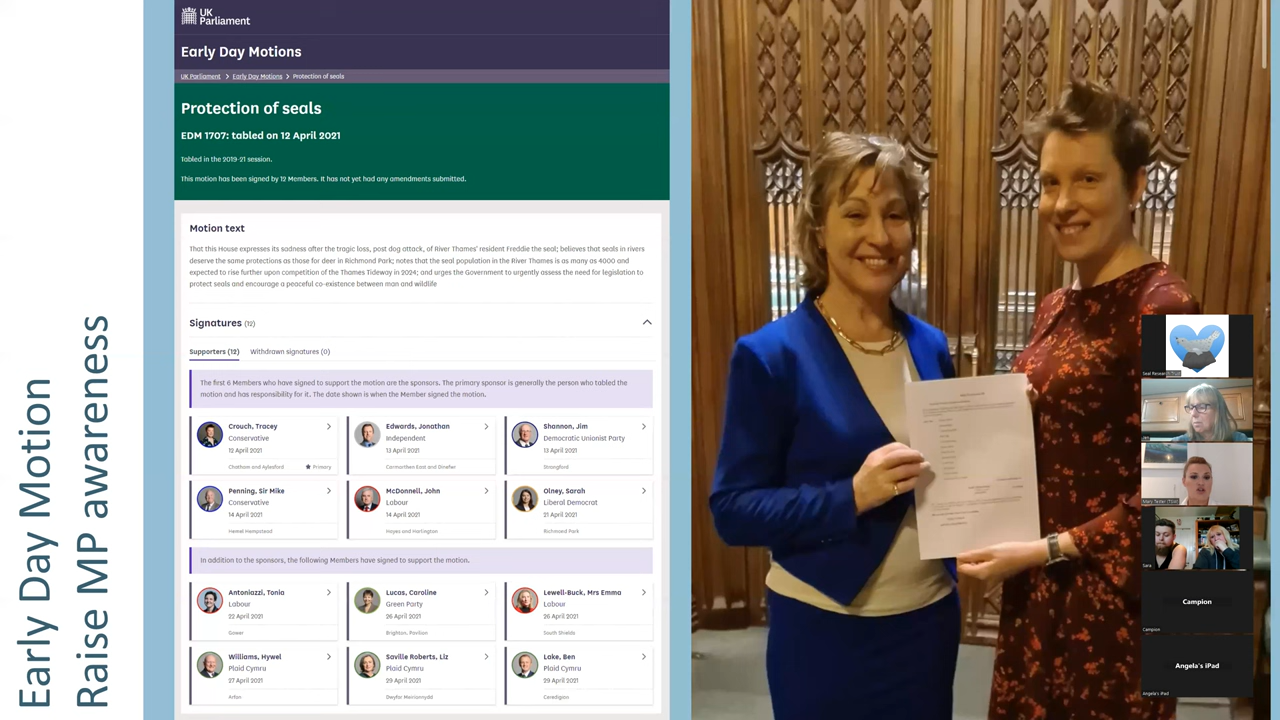 Early Day Motion
Raise MP awareness
UK
Parliament
Early Day Motions
UK Parliament > Early Day Motions > Protection of seals
Protection of seals
EDM 1707: tabled on 12 April 2021
Tabled in the 2019-21 session.
This motion has been signed by 12 Members. It has not yet had any amendments submitted.
Motion text
That this House expresses its sadness after the tragic loss, post dog attack, of River Thames' resident Freddie the seal; believes that seals in rivers
deserve the same protections as those for deer in Richmond Park; notes that the seal population in the River Thames is as many as 4000 and
expected to rise further upon competition of the Thames Tideway in 2024; and urges the Government to urgently assess the need for legislation to
protect seals and encourage a peaceful co-existence between man and wildlife
Signatures (12)
Supporters (12) Withdrawn signatures (0)
The first 6 Members who have signed to support the motion are the sponsors. The primary sponsor is generally the person who tabled the
motion and has responsibility for it. The date shown is when the Member signed the motion.
Crouch, Tracey
Conservative
12 April 2021
Chatham and Aylesford ★ Primary
Edwards, Jonathan
Independent
13 April 2021
Carmarthen East and Dinefwr
Shannon, Jim
Democratic Unionist Party
13 April 2021
Strangford
Penning, Sir Mike
Conservative
14 April 2021
Hemel Hempstead
McDonnell, John
Labour
14 April 2021
Hayes and Harlington
Olney, Sarah
Liberal Democrat
21 April 2021
Richmond Park
In addition to the sponsors, the following Members have signed to support the motion.
Antoniazzi, Tonia
Labour
22 April 2021
Gower
Lucas, Caroline
Green Party
26 April 2021
Brighton, Pavilion
Lewell-Buck, Mrs Emma
Labour
26 April 2021
South Shields
Williams, Hywel
Plaid Cymru
27 April 2021
Arfon
Saville Roberts, Liz
Plaid Cymru
29 April 2021
Dwyfor Meirionnydd
Lake, Ben
Plaid Cymru
29 April 2021
Ceredigion
Seal Research Trust
Sara
Campion
Campion
Angela's iPad
Angela's iPad